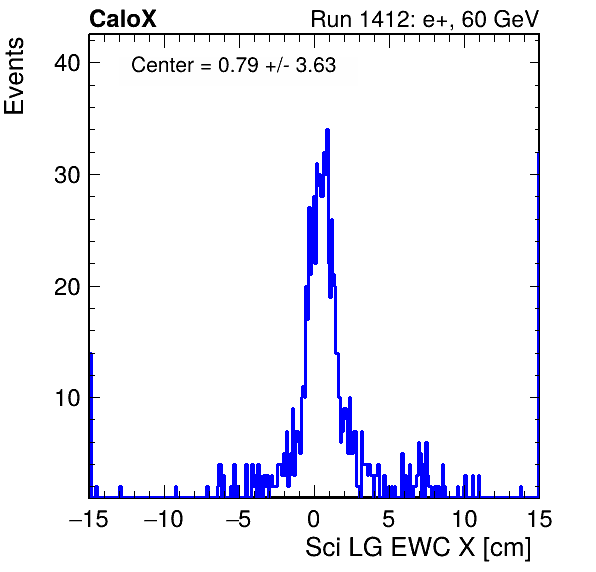 CaloX Run 1412: e+, 60 GeV
Events
Center = 0.79 +/- 3.63
40
30
20
10
−15 −10 −5 0 5 10 15
Sci LG EWC X [cm]